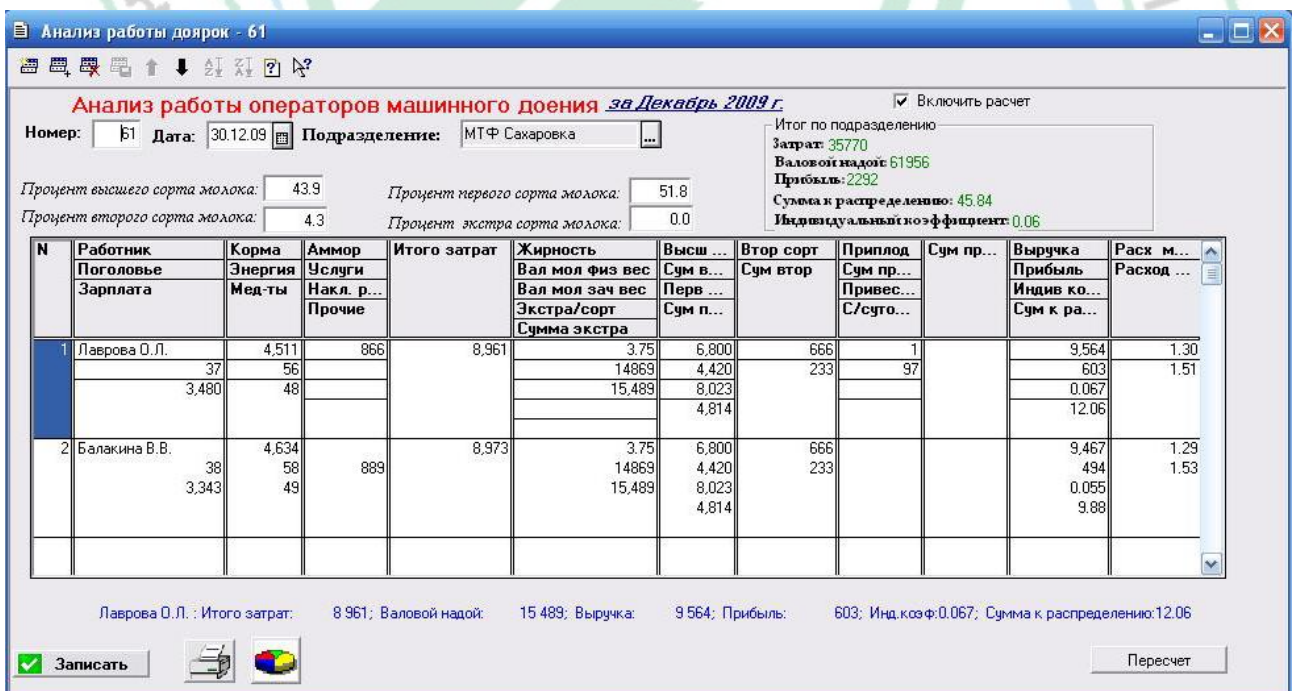 Анализ работы доярок - 61
Анализ работы операторов машинного доения за Декабрь 2009 г.
Включить расчет
Номер: 61 Дата: 30.12.09 Подразделение: МТФ Сахаровка ...
Итог по подразделению
Затрат: 35770
Валовой надой: 61956
Прибыль: 2292
Сумма к распределению: 45.84
Индивидуальный коэффициент: 0.06
Процент высшего сорта молока: 43.9 Процент первого сорта молока: 51.8
Процент второго сорта молока: 4.3 Процент экстра сорта молока: 0.0
N Работник Корма Аммор Итого затрат Жирность Высш ... Втор сорт Приплод Сум пр... Выручка Расх м...
Поголовье Энергия Услуги Вал мол физ вес Сум в... Сум втор Сум пр... Прибыль Расход ...
Зарплата Мед-ты Накл. р... Вал мол зач вес Перв ... Привес... Индив ко...
Прочие Экстра/сорт Сум п... С/суто... Сум к ра...
Сумма экстра
1 Лаврова О.Л. 4,511 866 8,961 3.75 6,800 666 1 9,564 1.30
37 56 14869 4,420 233 97 603 1.51
3,480 48 15,489 8,023 0.067
4,814 12.06
2 Балакина В.В. 4,634 8,973 3.75 6,800 666 9,467 1.29
38 58 889 14869 4,420 233 494 1.53
3,343 49 15,489 8,023 0.055
4,814 9.88
Лаврова О.Л. : Итого затрат: 8 961; Валовой надой: 15 489; Выручка: 9 564; Прибыль: 603; Инд.коэф:0.067; Сумма к распределению:12.06
Записать
Пересчет